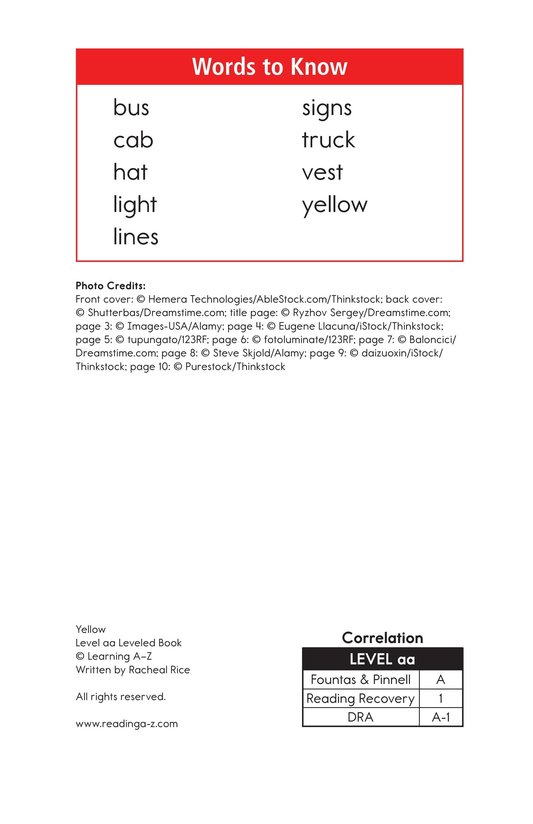 Words to Know
bus
cab
hat
light
lines
signs
truck
vest
yellow
Photo Credits:
Front cover: © Hemera Technologies/AbleStock.com/Thinkstock; back cover:
© Shutterbas/Dreamstime.com; title page: © Ryzhov Sergey/Dreamstime.com;
page 3: © Images-USA/Alamy; page 4: © Eugene Llacuna/iStock/Thinkstock;
page 5: © tupungato/123RF; page 6: © fotoluminate/123RF; page 7: © Baloncici/
Dreamstime.com; page 8: © Steve Skjold/Alamy; page 9: © daizuoxin/iStock/
Thinkstock; page 10: © Purestock/Thinkstock
Yellow
Level aa Leveled Book
© Learning A–Z
Written by Racheal Rice
All rights reserved.
www.readinga-z.com
Correlation
LEVEL aa
Fountas & Pinnell A
Reading Recovery 1
DRA A-1